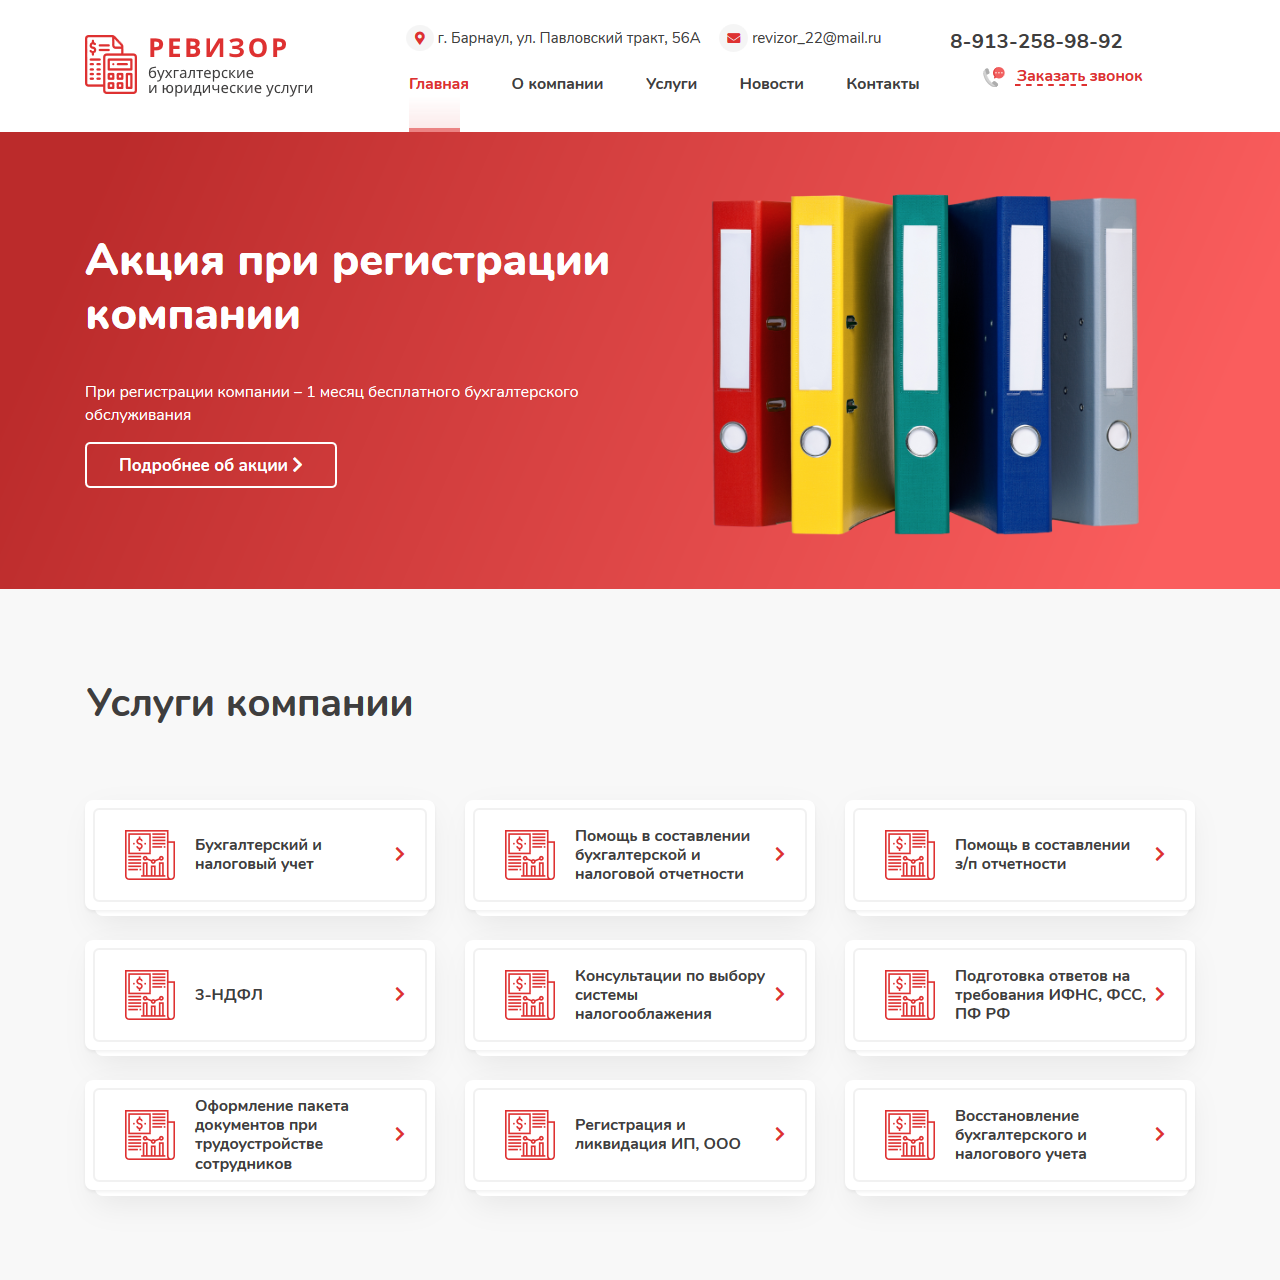 РЕВИЗОР
бухгалтерские
и юридические услуги
г. Барнаул, ул. Павловский тракт, 56А
revizor_22@mail.ru
8-913-258-98-92
Главная
О компании
Услуги
Новости
Контакты
Заказать звонок
Акция при регистрации
компании
При регистрации компании – 1 месяц бесплатного бухгалтерского
обслуживания
Подробнее об акции
Услуги компании
Бухгалтерский и
налоговый учет
Помощь в составлении
бухгалтерской и
налоговой отчетности
Помощь в составлении
з/п отчетности
3-НДФЛ
Консультации по выбору
системы
налогооблажения
Подготовка ответов на
требования ИФНС, ФСС,
ПФ РФ
Оформление пакета
документов при
трудоустройстве
сотрудников
Регистрация и
ликвидация ИП, ООО
Восстановление
бухгалтерского и
налогового учета